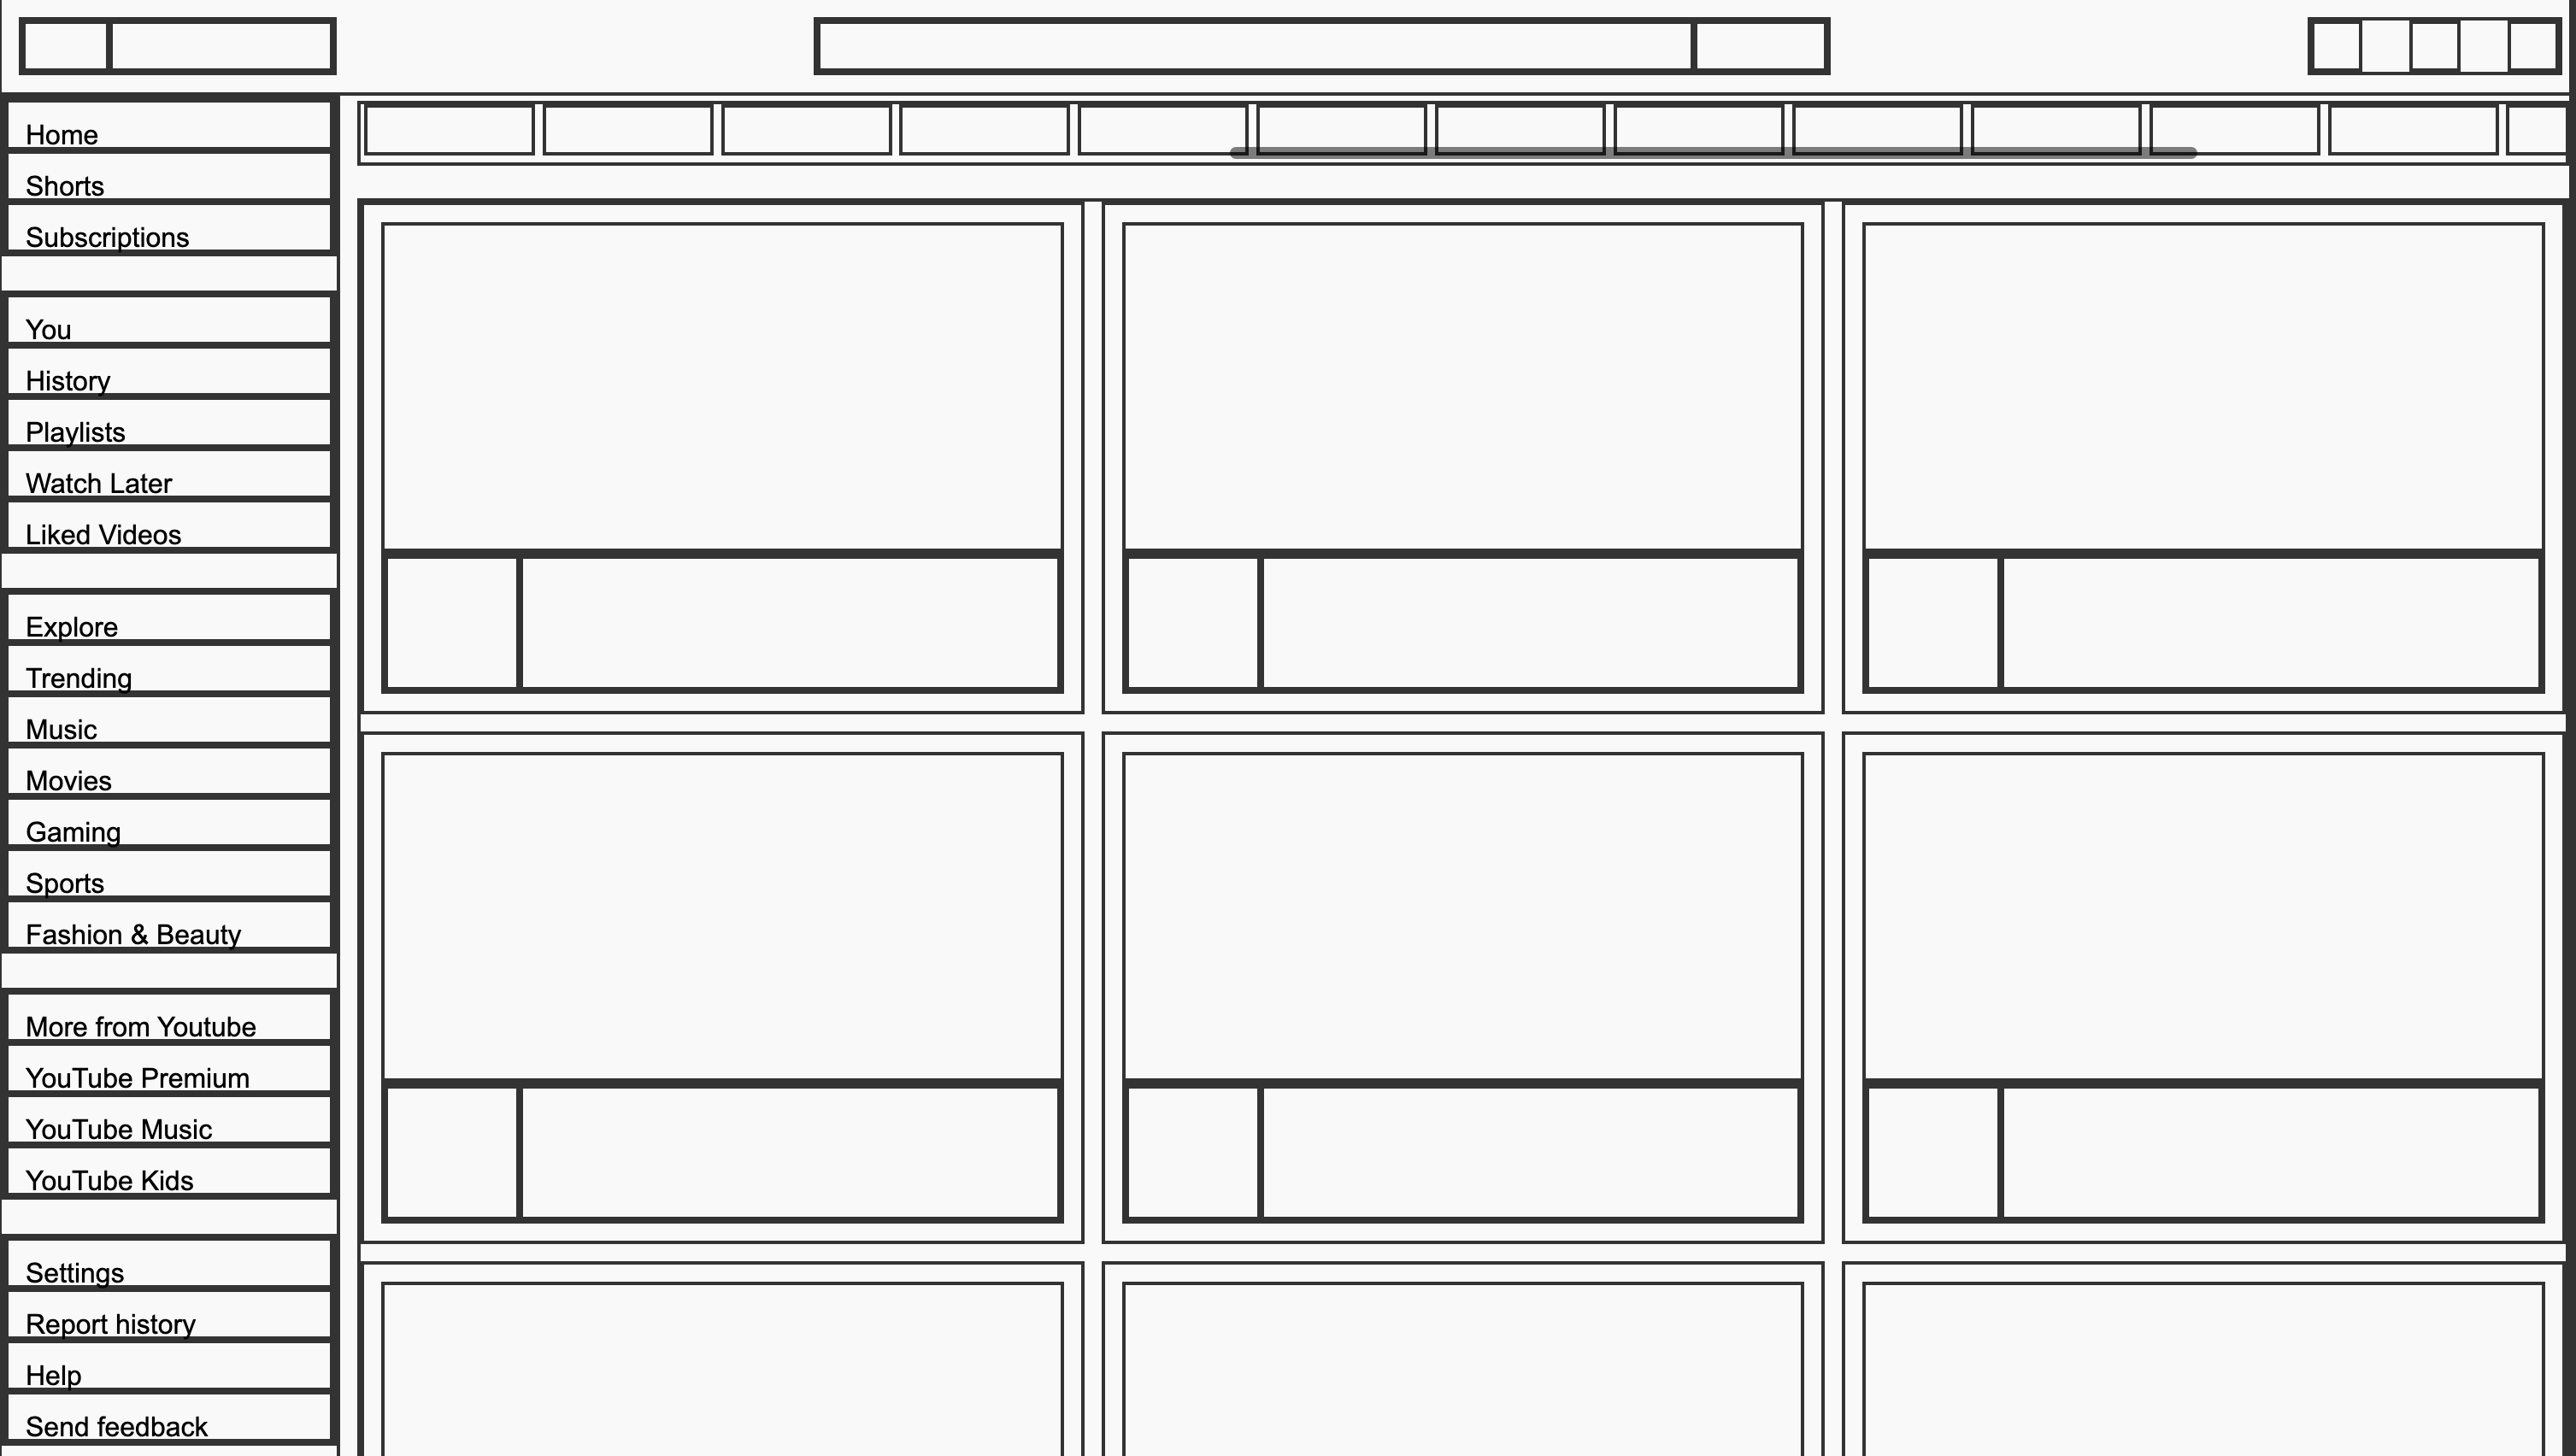 Home
Shorts
Subscriptions
You
History
Playlists
Watch Later
Liked Videos
Explore
Trending
Music
Movies
Gaming
Sports
Fashion & Beauty
More from Youtube
YouTube Premium
YouTube Music
YouTube Kids
Settings
Report history
Help
Send feedback